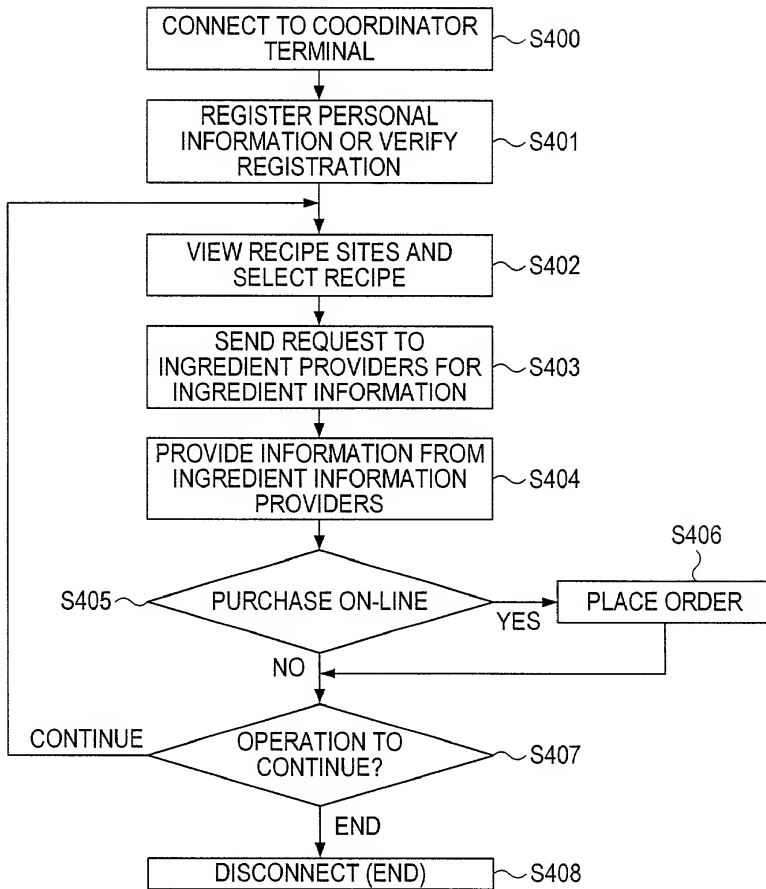 CONNECT TO COORDINATOR
TERMINAL
S400
REGISTER PERSONAL
INFORMATION OR VERIFY
REGISTRATION
S401
VIEW RECIPE SITES AND
SELECT RECIPE
S402
SEND REQUEST TO
INGREDIENT PROVIDERS FOR
INGREDIENT INFORMATION
S403
PROVIDE INFORMATION FROM
INGREDIENT INFORMATION
PROVIDERS
S404
S405
PURCHASE ON-LINE
YES
S406
PLACE ORDER
NO
CONTINUE
OPERATION TO
CONTINUE?
S407
END
DISCONNECT (END)
S408